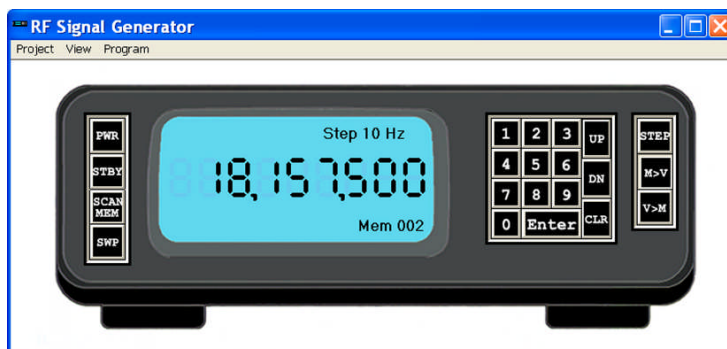 RF Signal Generator
Project View Program
PWR
STBY
SCAN
MEM
SWP
Step 10 Hz
18,157,500
Mem 002
1 2 3 UP
4 5 6 DN
7 8 9
0 Enter CLR
STEP
M>V
V>M